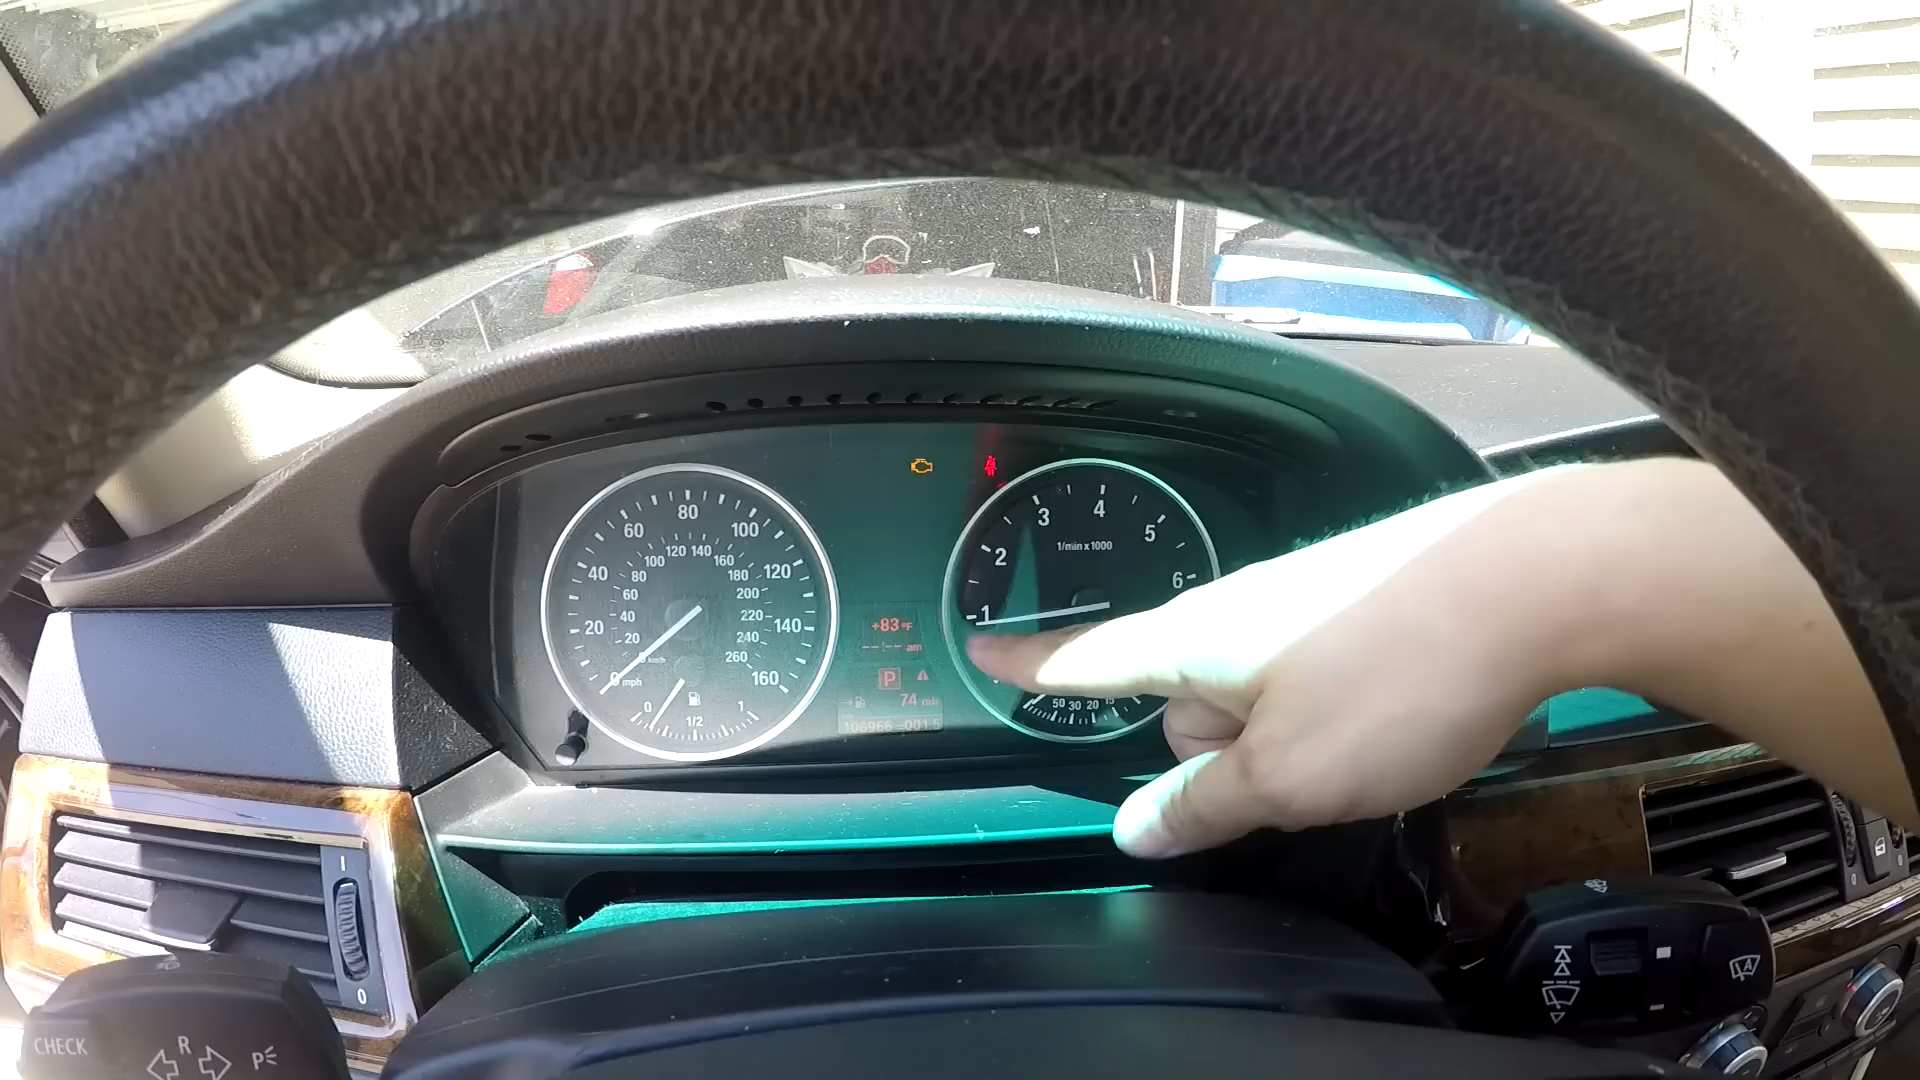 80
60
100
40
120
20
140
0 mph
160
120 140
100
160
80
180
60
200
40
220
20
240
km/h
260
0
1/2
1
+83°F
--:-- am
P
74 mls
106966
3
4
2
5
1/min x 1000
1
6
50 30 20 15
I
0
CHECK
R
P
A